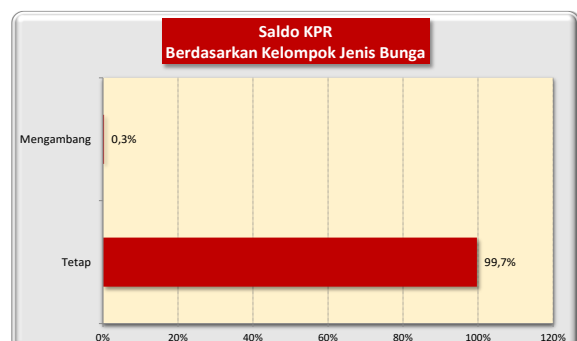 Saldo KPR
Berdasarkan Kelompok Jenis Bunga
Mengambang
0,3%
Tetap
99,7%
0% 20% 40% 60% 80% 100% 120%